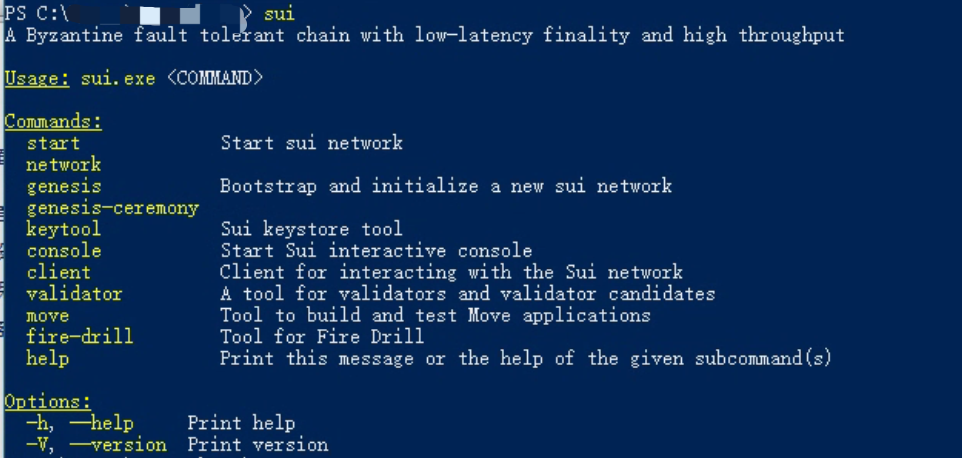 PS C:\ > sui
A Byzantine fault tolerant chain with low-latency finality and high throughput
Usage: sui.exe <COMMAND>
Commands:
start Start sui network
network
genesis Bootstrap and initialize a new sui network
genesis-ceremony
keytool Sui keystore tool
console Start Sui interactive console
client Client for interacting with the Sui network
validator A tool for validators and validator candidates
move Tool to build and test Move applications
fire-drill Tool for Fire Drill
help Print this message or the help of the given subcommand(s)
Options:
-h, --help Print help
-V, --version Print version